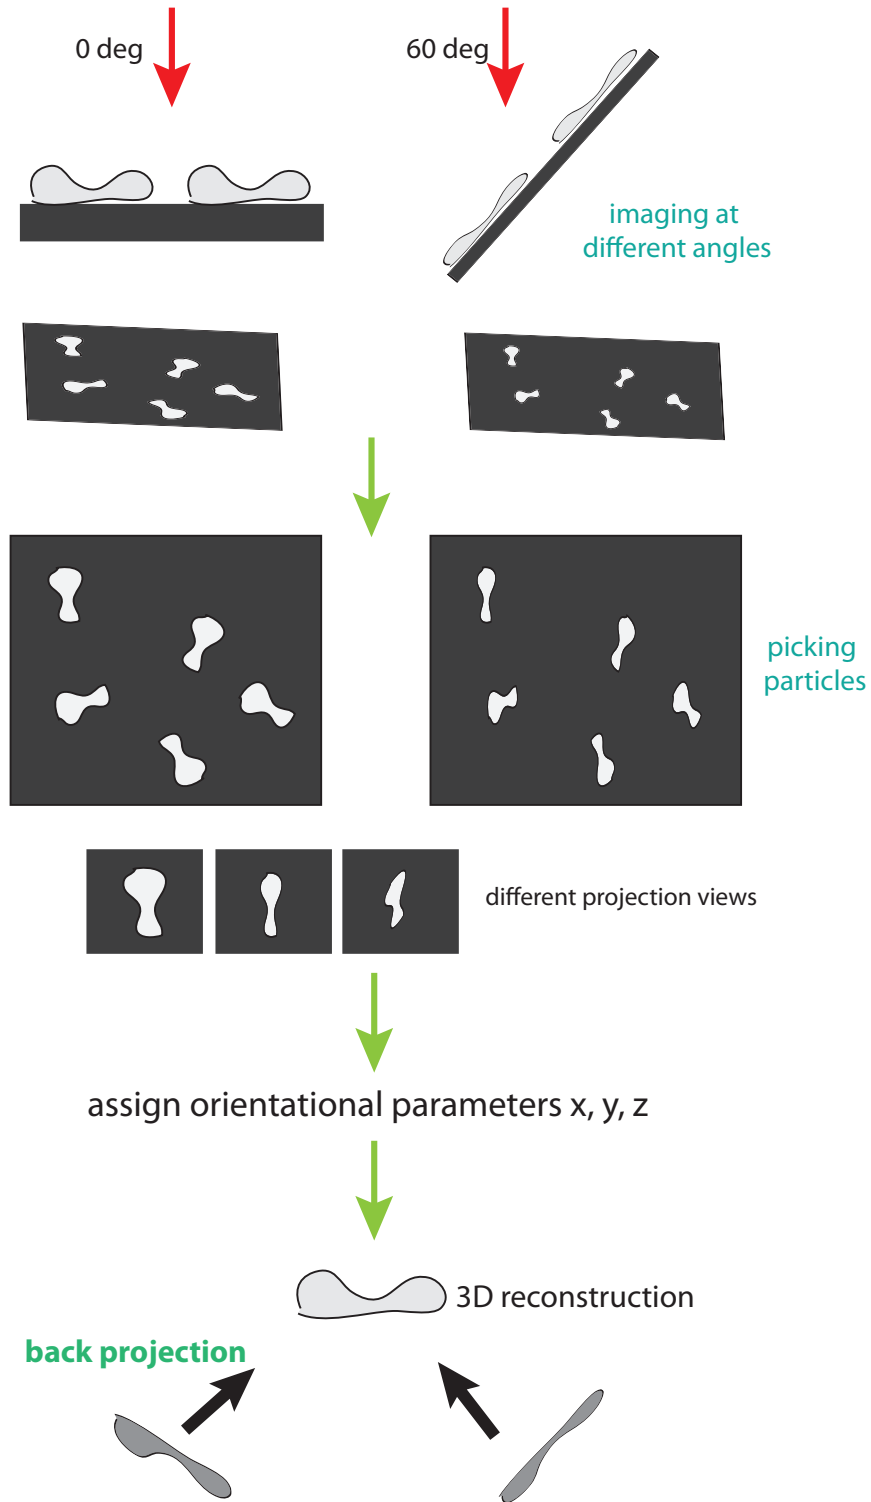 0 deg
60 deg
imaging at
different angles
picking
particles
different projection views
assign orientational parameters x, y, z
3D reconstruction
back projection